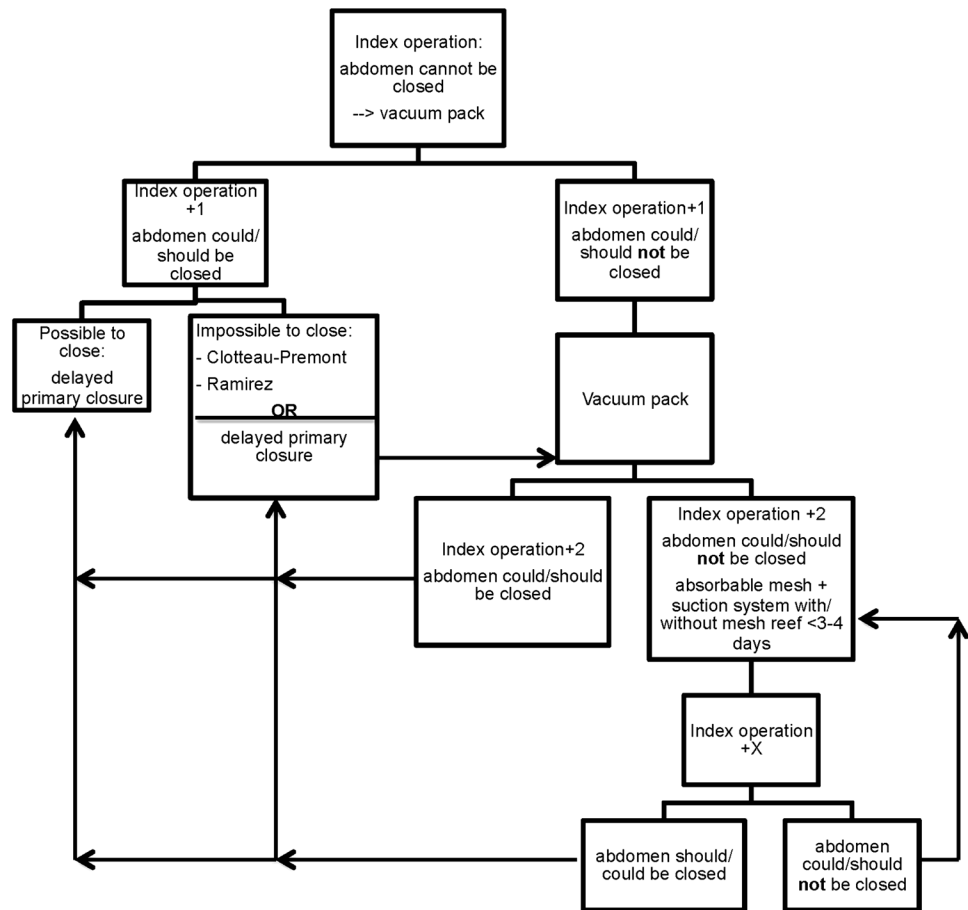 Index operation:
abdomen cannot be
closed
--> vacuum pack
Index operation
+1
abdomen could/
should be
closed
Index operation+1
abdomen could/
should not be
closed
Possible to
close:
delayed
primary closure
Impossible to close:
- Clotteau-Premont
- Ramirez
OR
delayed primary
closure
Vacuum pack
Index operation+2
abdomen could/should
be closed
Index operation +2
abdomen could/should
not be closed
absorbable mesh +
suction system with/
without mesh reef <3-4
days
Index operation
+X
abdomen should/
could be closed
abdomen
could/should
not be closed